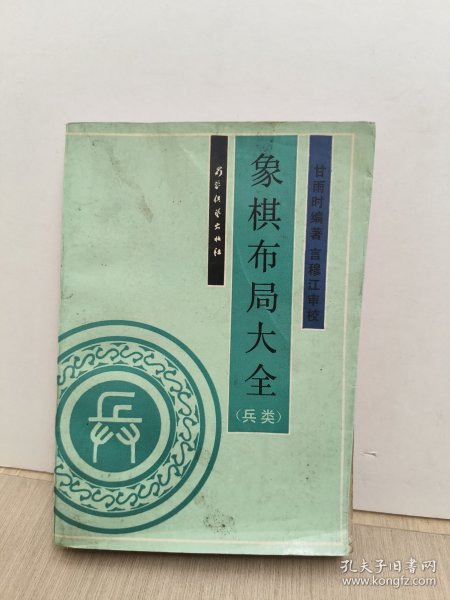 甘雨时编著 言穆江审校
象棋布局大全
(兵类)
蜀蓉棋艺出版社
兵
孔夫子旧书网
www.kongfz.com